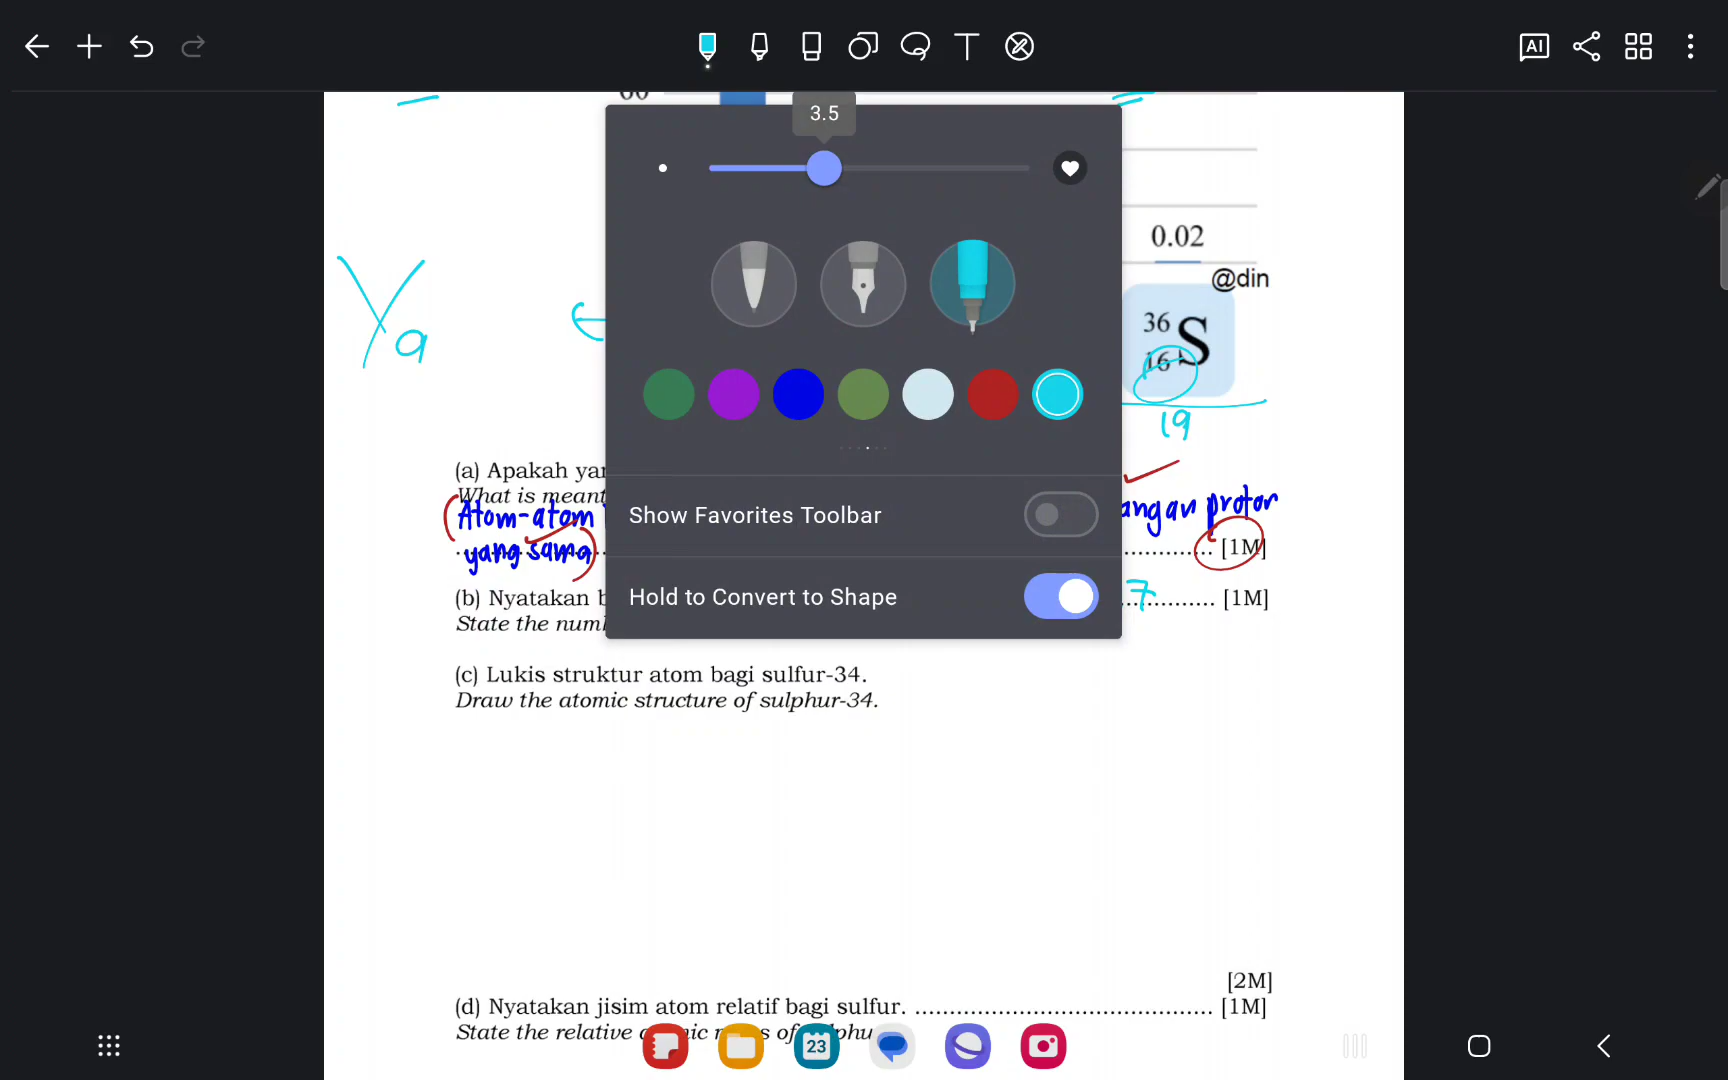 AI
00
3.5
0.02
@din
36
16 S
Ya
19
(a) Apakah yan
What is meant
Atom-atom angan proton
yang sama [1M]
Show Favorites Toolbar
(b) Nyatakan b 7 [1M]
State the numb
Hold to Convert to Shape
(c) Lukis struktur atom bagi sulfur-34.
Draw the atomic structure of sulphur-34.
[2M]
(d) Nyatakan jisim atom relatif bagi sulfur. ........................................... [1M]
State the relative
23